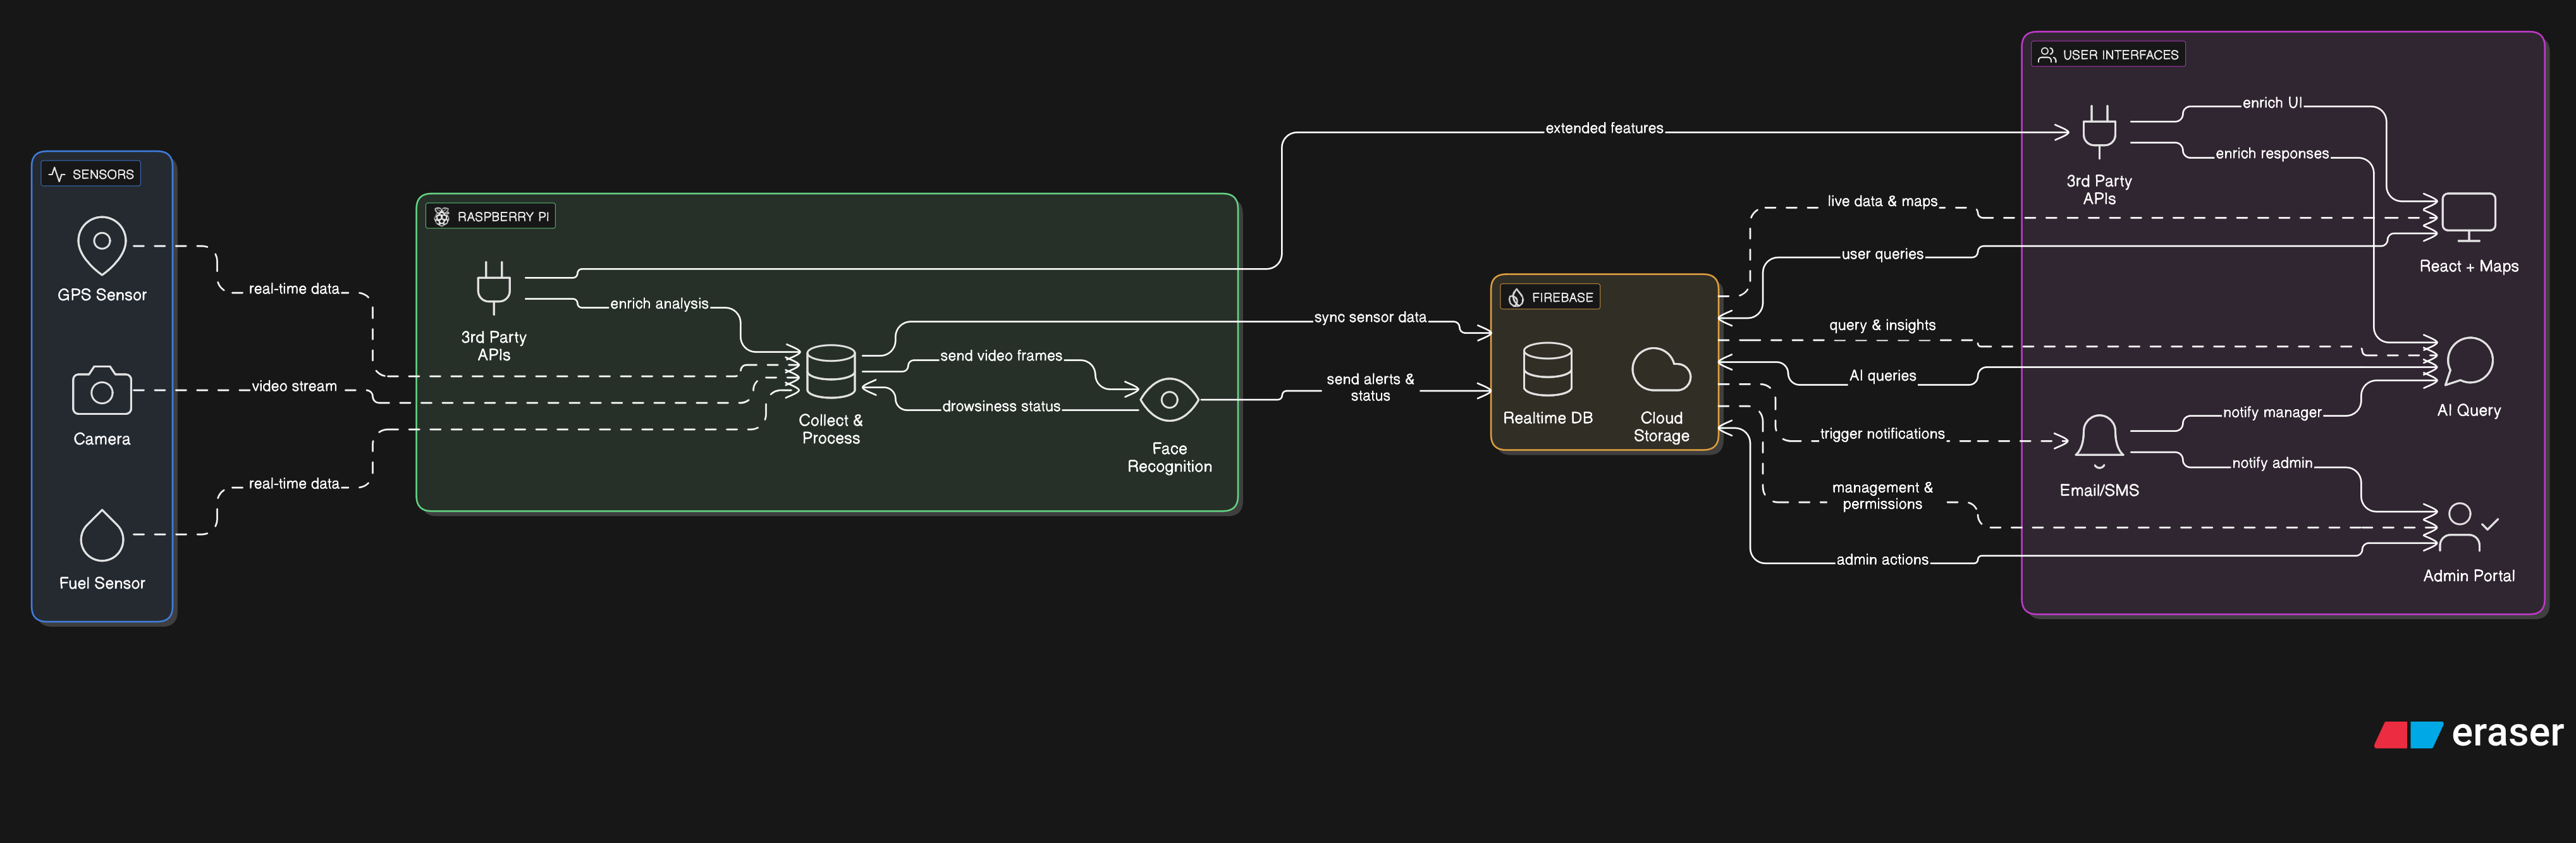 SENSORS
GPS Sensor
Camera
Fuel Sensor
real-time data
video stream
real-time data
RASPBERRY PI
3rd Party
APIs
enrich analysis
Collect &
Process
send video frames
drowsiness status
Face
Recognition
extended features
sync sensor data
send alerts &
status
FIREBASE
Realtime DB
Cloud
Storage
live data & maps
user queries
query & insights
AI queries
trigger notifications
management &
permissions
admin actions
USER INTERFACES
3rd Party
APIs
enrich UI
enrich responses
React + Maps
AI Query
notify manager
Email/SMS
notify admin
Admin Portal
eraser